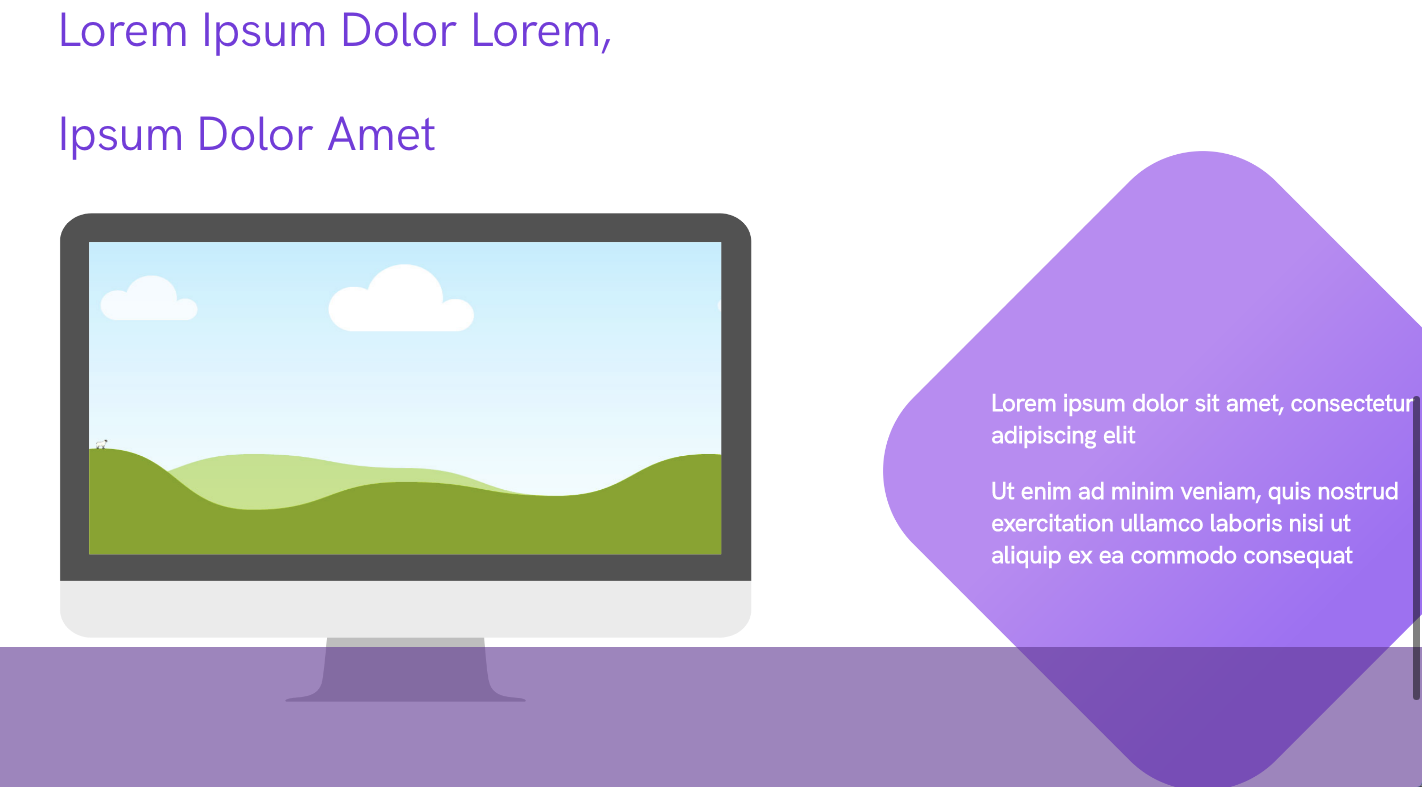 Lorem Ipsum Dolor Lorem,
Ipsum Dolor Amet
Lorem ipsum dolor sit amet, consectetur
adipiscing elit
Ut enim ad minim veniam, quis nostrud
exercitation ullamco laboris nisi ut
aliquip ex ea commodo consequat